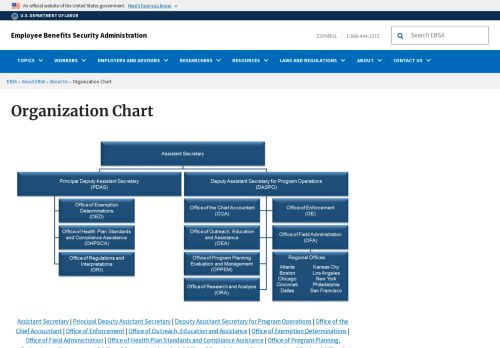 An official website of the United States government. Here's how you know
U.S. DEPARTMENT OF LABOR
Employee Benefits Security Administration
ESPAÑOL | 1-866-444-3272
Search EBSA
TOPICS WORKERS EMPLOYERS AND ADVISERS RESEARCHERS RESOURCES LAWS AND REGULATIONS ABOUT CONTACT US
EBSA › About EBSA › About Us › Organization Chart
Organization Chart
Assistant Secretary
Principal Deputy Assistant Secretary
(PDAS)
Deputy Assistant Secretary for Program Operations
(DASPO)
Office of Exemption
Determinations
(OED)
Office of Health Plan Standards
and Compliance Assistance
(OHPSCA)
Office of Regulations and
Interpretations
(ORI)
Office of the Chief Accountant
(OCA)
Office of Outreach, Education
and Assistance
(OEA)
Office of Program Planning
Evaluation and Management
(OPPEM)
Office of Research and Analysis
(ORA)
Office of Enforcement
(OE)
Office of Field Administration
(OFA)
Regional Offices
Atlanta Kansas City
Boston Los Angeles
Chicago New York
Cincinnati Philadelphia
Dallas San Francisco
Assistant Secretary | Principal Deputy Assistant Secretary | Deputy Assistant Secretary for Program Operations | Office of the
Chief Accountant | Office of Enforcement | Office of Outreach, Education and Assistance | Office of Exemption Determinations |
Office of Field Administration | Office of Health Plan Standards and Compliance Assistance | Office of Program Planning,